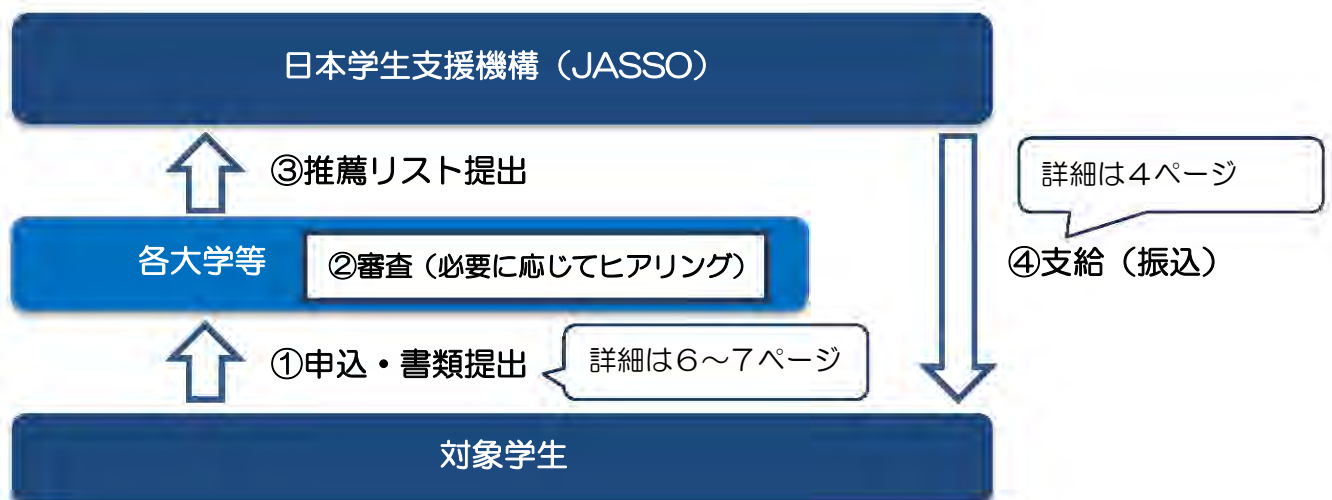 日本学生支援機構（JASSO）
③推薦リスト提出
詳細は４ページ
各大学等
②審査（必要に応じてヒアリング）
④支給（振込）
①申込・書類提出
詳細は６～７ページ
対象学生